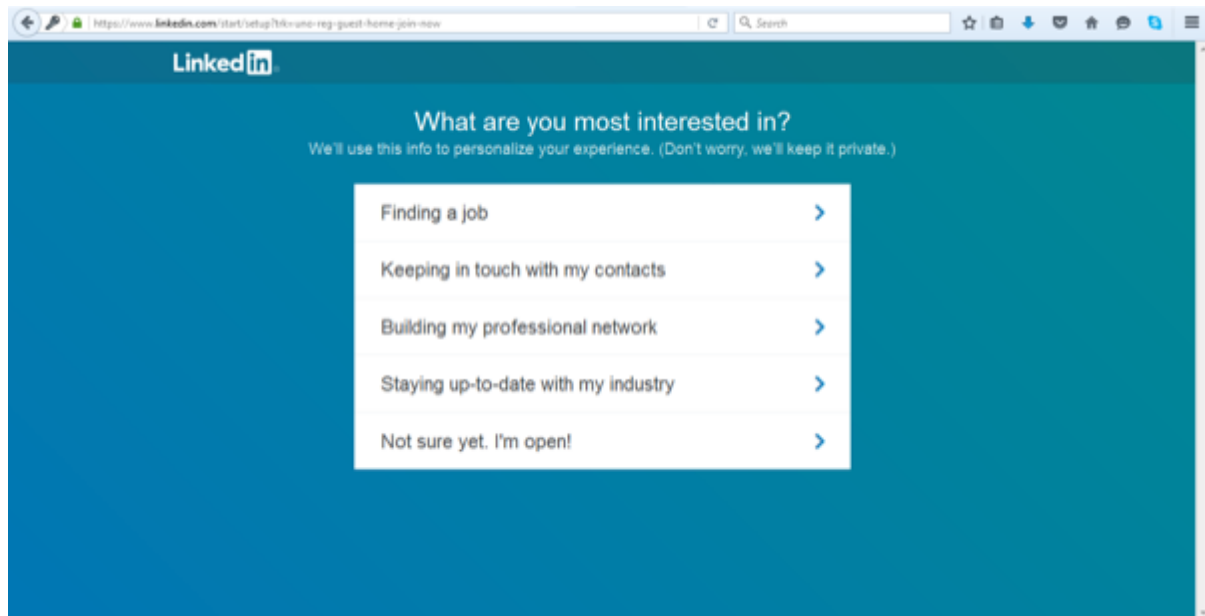 https://www.linkedin.com/start/setup?trk=uno-reg-guest-home-join-now
Search
Linked in
What are you most interested in?
We'll use this info to personalize your experience. (Don't worry, we'll keep it private.)
Finding a job
Keeping in touch with my contacts
Building my professional network
Staying up-to-date with my industry
Not sure yet. I'm open!